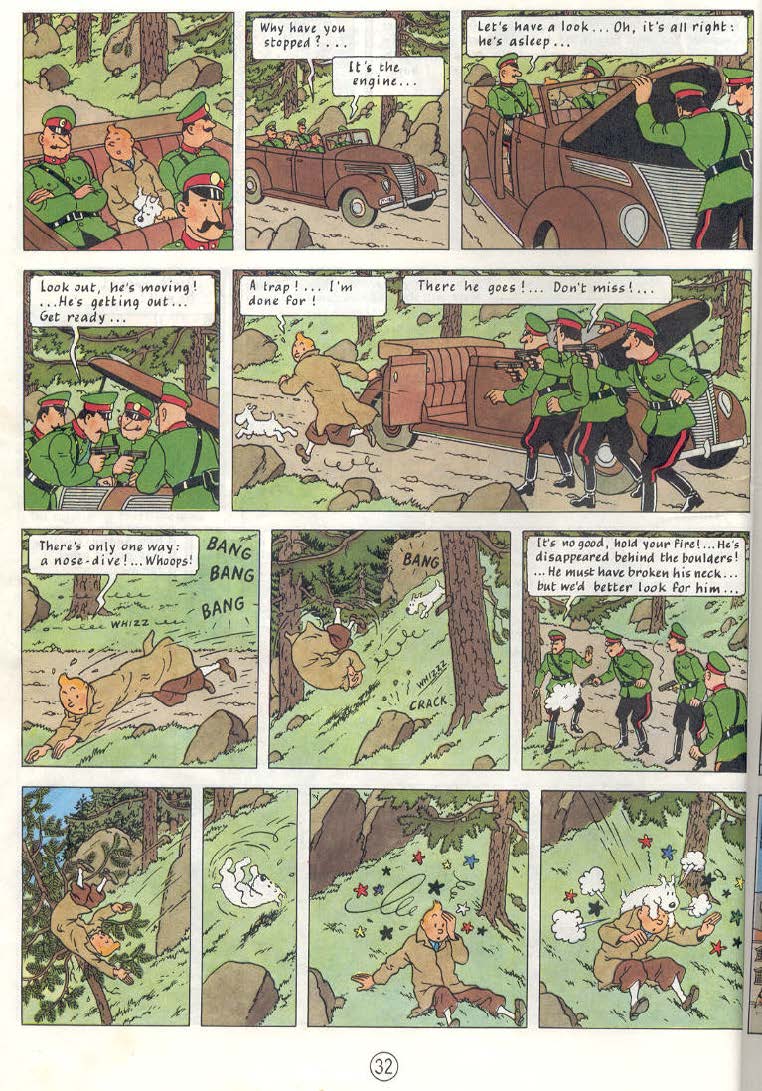 Why have you
stopped?...
It's the
engine...
Let's have a look... Oh, it's all right:
he's asleep...
Look out, he's moving!
...He's getting out...
Get ready...
A trap!... I'm
done for!
There he goes!... Don't miss!...
There's only one way:
a nose-dive!...Whoops!
BANG
BANG
BANG
WHIZZ
BANG
WHIZZZ
CRACK
It's no good, hold your fire!...He's
disappeared behind the boulders!
...He must have broken his neck...
but we'd better look for him...
32